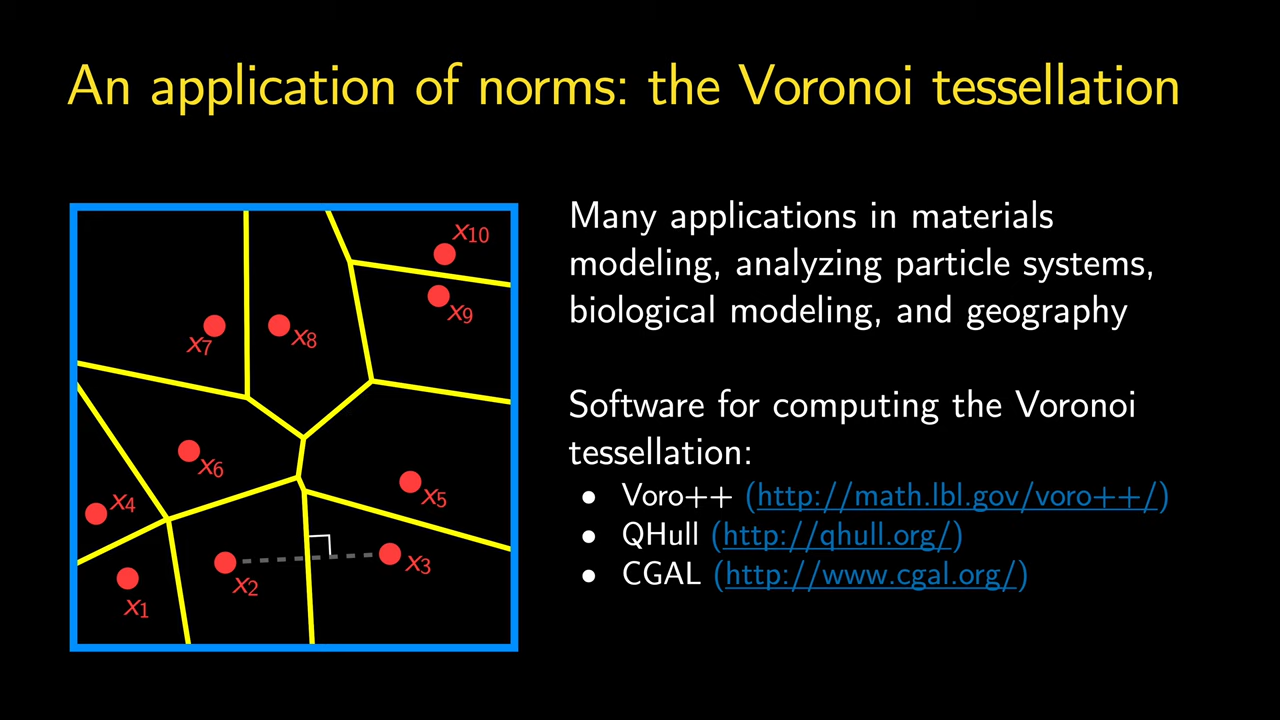 An application of norms: the Voronoi tessellation
x₁₀
x₉
x₇
x₈
x₆
x₅
x₄
x₃
x₂
x₁
Many applications in materials
modeling, analyzing particle systems,
biological modeling, and geography
Software for computing the Voronoi
tessellation:
● Voro++ (http://math.lbl.gov/voro++/)
● QHull (http://qhull.org/)
● CGAL (http://www.cgal.org/)